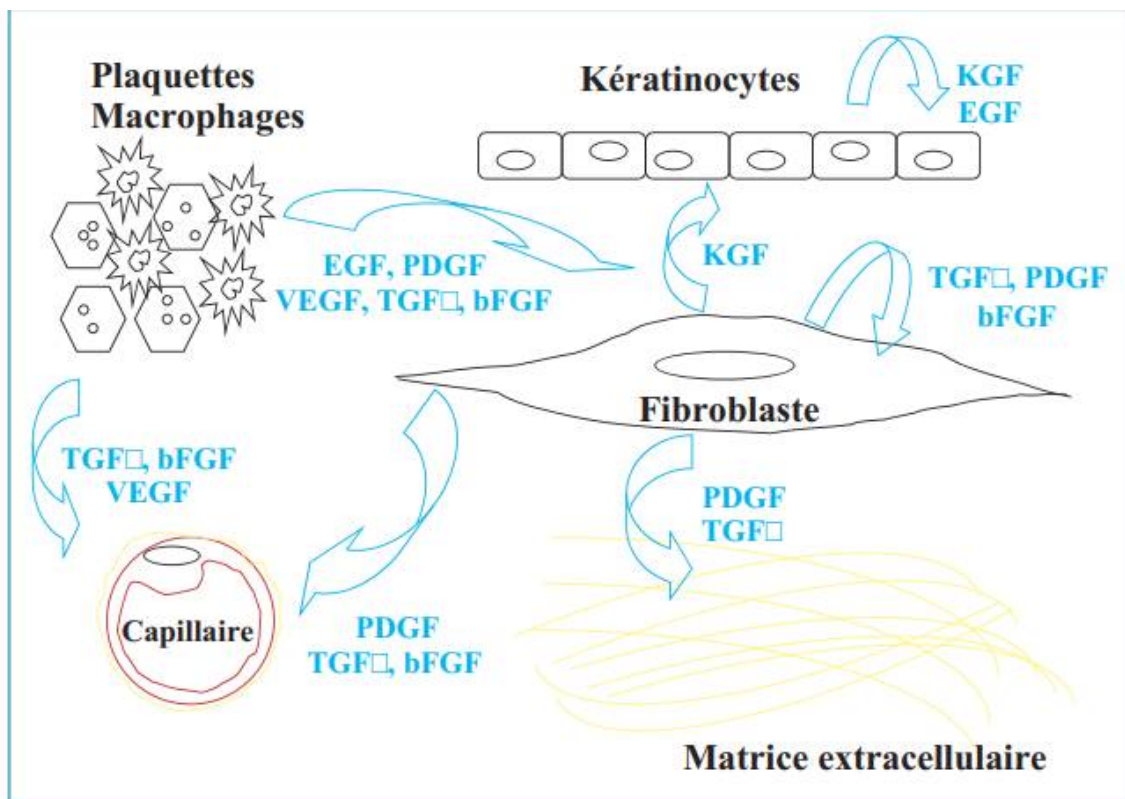 Plaquettes
Macrophages
Kératinocytes
KGF
EGF
EGF, PDGF
VEGF, TGF□, bFGF
KGF
TGF□, PDGF
bFGF
Fibroblaste
TGF□, bFGF
VEGF
PDGF
TGF□
Capillaire
PDGF
TGF□, bFGF
Matrice extracellulaire